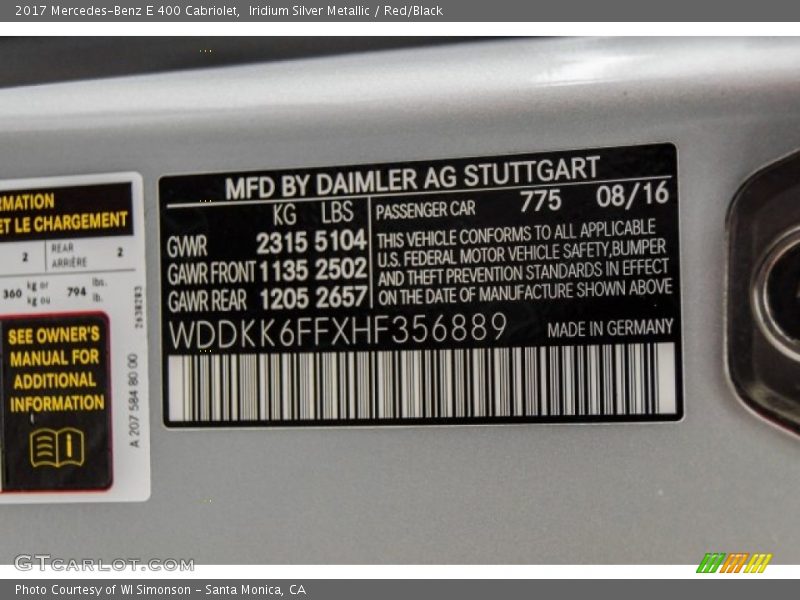 2017 Mercedes-Benz E 400 Cabriolet, Iridium Silver Metallic / Red/Black
RMATION
ET LE CHARGEMENT
2 REAR ARRIÈRE 2
360 kg or kg ou 794 lbs. lb.
SEE OWNER'S
MANUAL FOR
ADDITIONAL
INFORMATION
A 207 584 80 00
2638283
MFD BY DAIMLER AG STUTTGART
KG LBS
GVWR 2315 5104
GAWR FRONT 1135 2502
GAWR REAR 1205 2657
PASSENGER CAR 775 08/16
THIS VEHICLE CONFORMS TO ALL APPLICABLE
U.S. FEDERAL MOTOR VEHICLE SAFETY,BUMPER
AND THEFT PREVENTION STANDARDS IN EFFECT
ON THE DATE OF MANUFACTURE SHOWN ABOVE
WDDKK6FFXHF356889 MADE IN GERMANY
GTcarlot.com
Photo Courtesy of WI Simonson - Santa Monica, CA